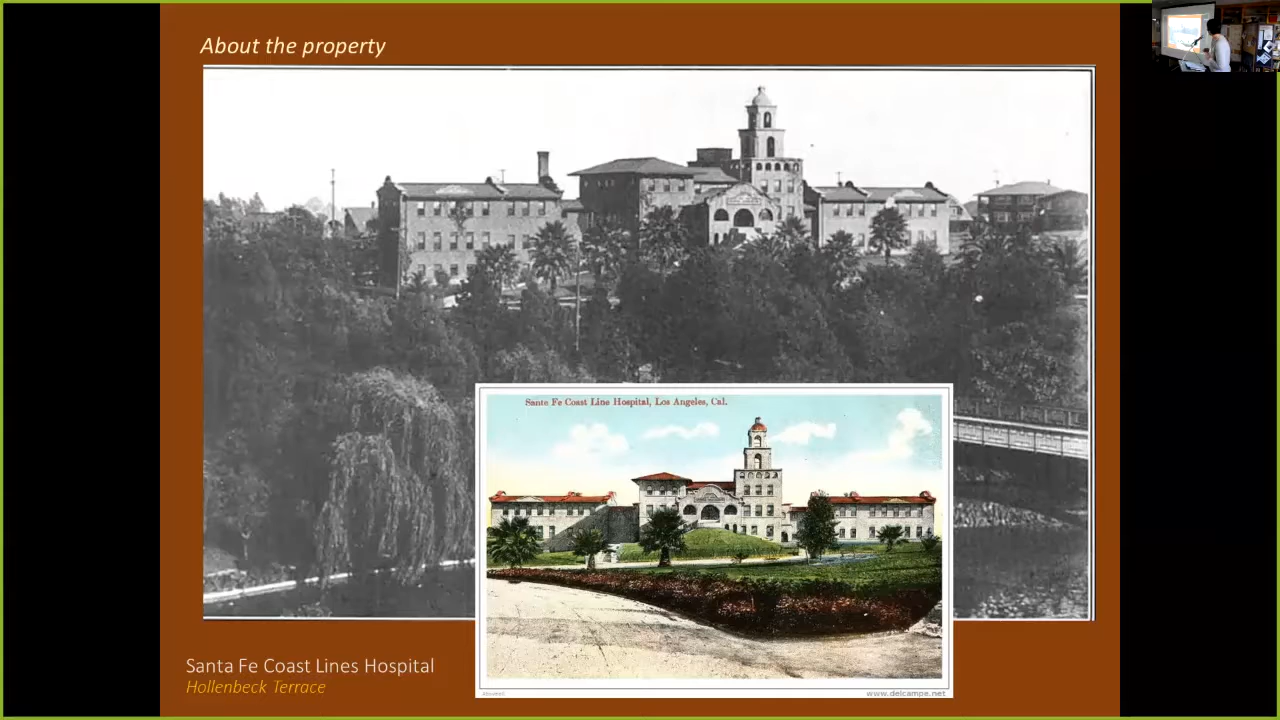 About the property
Santa Fe Coast Line Hospital, Los Angeles, Cal.
www.delcampe.net
Santa Fe Coast Lines Hospital
Hollenbeck Terrace